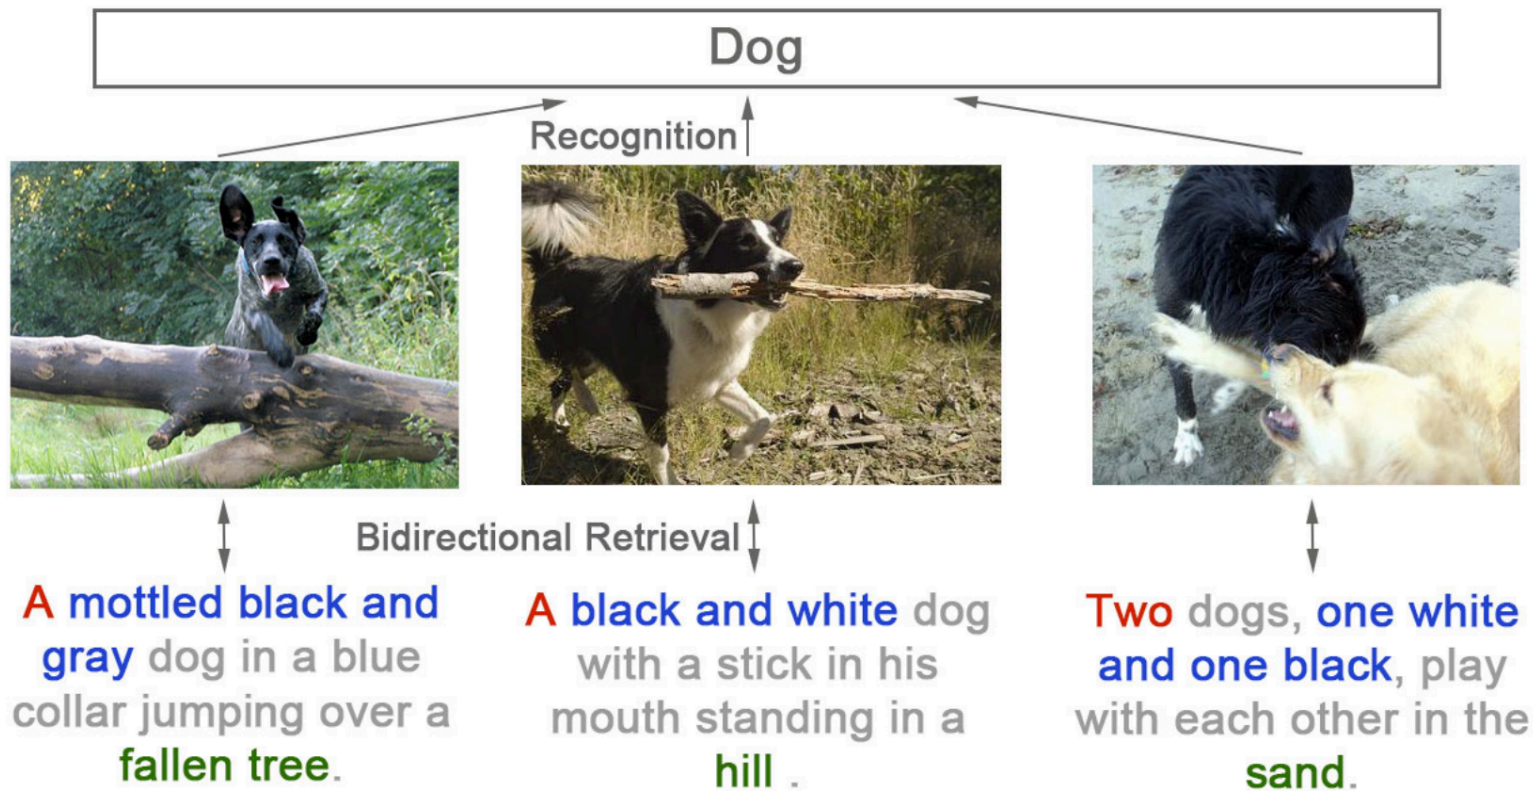 Dog
Recognition
Bidirectional Retrieval
A mottled black and
gray dog in a blue
collar jumping over a
fallen tree.
A black and white dog
with a stick in his
mouth standing in a
hill .
Two dogs, one white
and one black, play
with each other in the
sand.